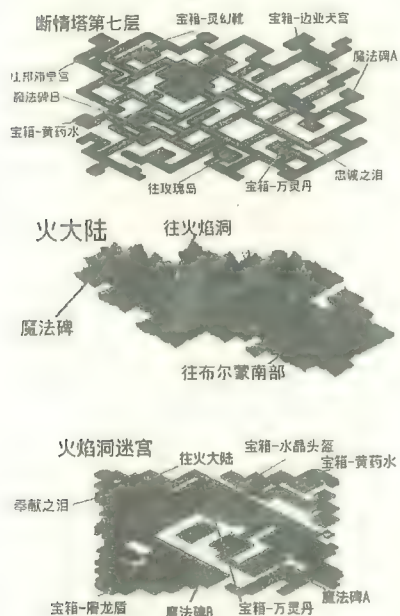 断情塔第七层
宝箱-灵幻靴
宝箱-边业天宫
魔法碑A
魔法碑B
宝箱-黄药水
往玫瑰岛
宝箱-万灵丹
忠诚之泪
火大陆
往火焰洞
魔法碑
往布尔蒙南部
火焰洞迷宫
往火大陆
宝箱-水晶头盔
宝箱-黄药水
奉献之泪
宝箱-屠龙盾
魔法碑B
宝箱-万灵丹
魔法碑A